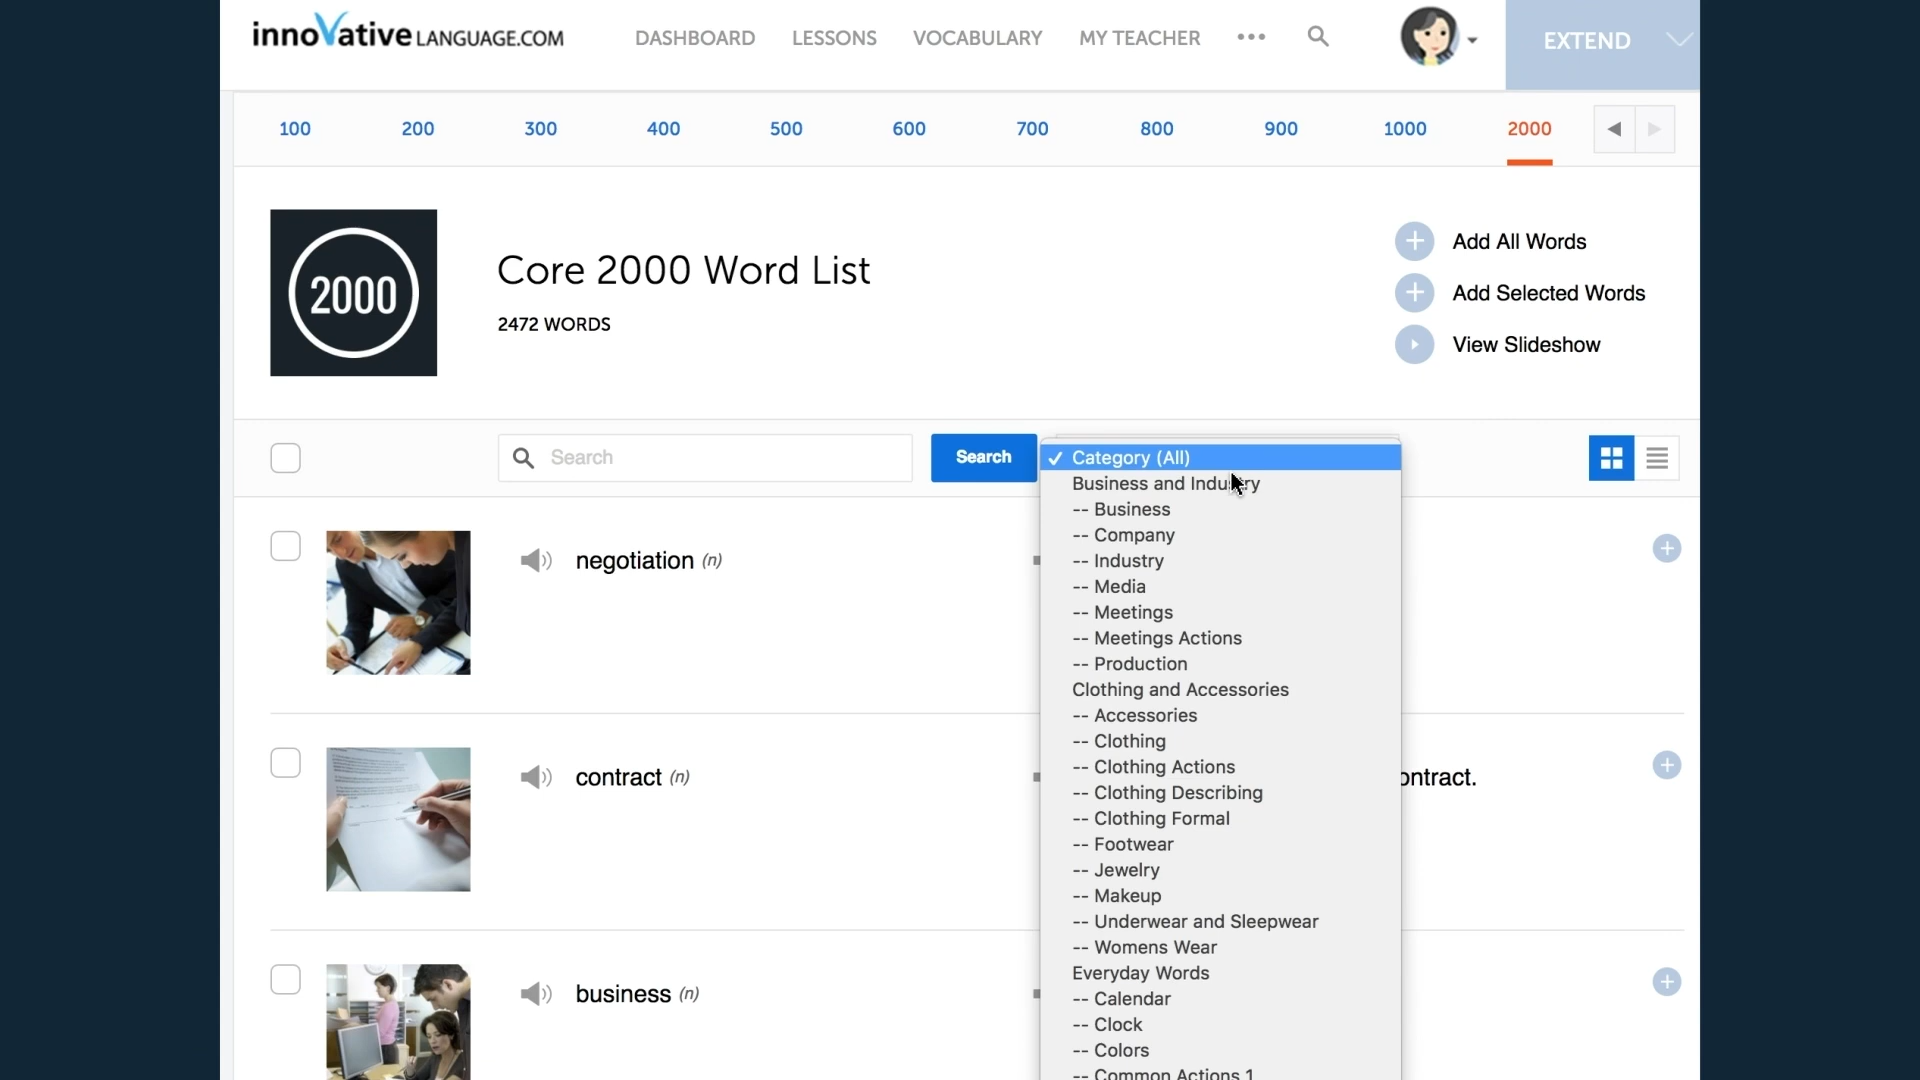 innoVative LANGUAGE.COM
DASHBOARD
LESSONS
VOCABULARY
MY TEACHER
EXTEND
100
200
300
400
500
600
700
800
900
1000
2000
2000
Core 2000 Word List
2472 WORDS
Add All Words
Add Selected Words
View Slideshow
Search
Search
Category (All)
Business and Industry
-- Business
-- Company
-- Industry
-- Media
-- Meetings
-- Meetings Actions
-- Production
Clothing and Accessories
-- Accessories
-- Clothing
-- Clothing Actions
-- Clothing Describing
-- Clothing Formal
-- Footwear
-- Jewelry
-- Makeup
-- Underwear and Sleepwear
-- Womens Wear
Everyday Words
-- Calendar
-- Clock
-- Colors
-- Common Actions 1
negotiation (n)
contract (n)
ontract.
business (n)